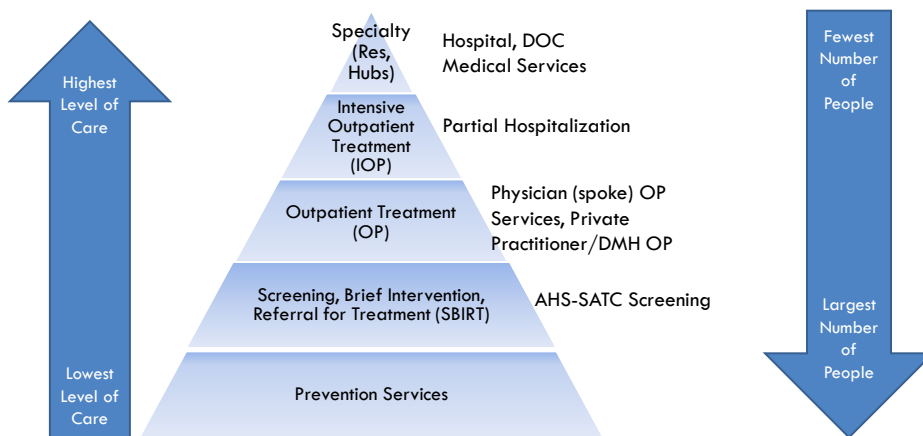 Highest
Level of
Care
Lowest
Level of
Care
Specialty
(Res,
Hubs)
Hospital, DOC
Medical Services
Intensive
Outpatient
Treatment
(IOP)
Partial Hospitalization
Outpatient Treatment
(OP)
Physician (spoke) OP
Services, Private
Practitioner/DMH OP
Screening, Brief Intervention,
Referral for Treatment (SBIRT)
AHS-SATC Screening
Prevention Services
Fewest
Number
of
People
Largest
Number
of
People